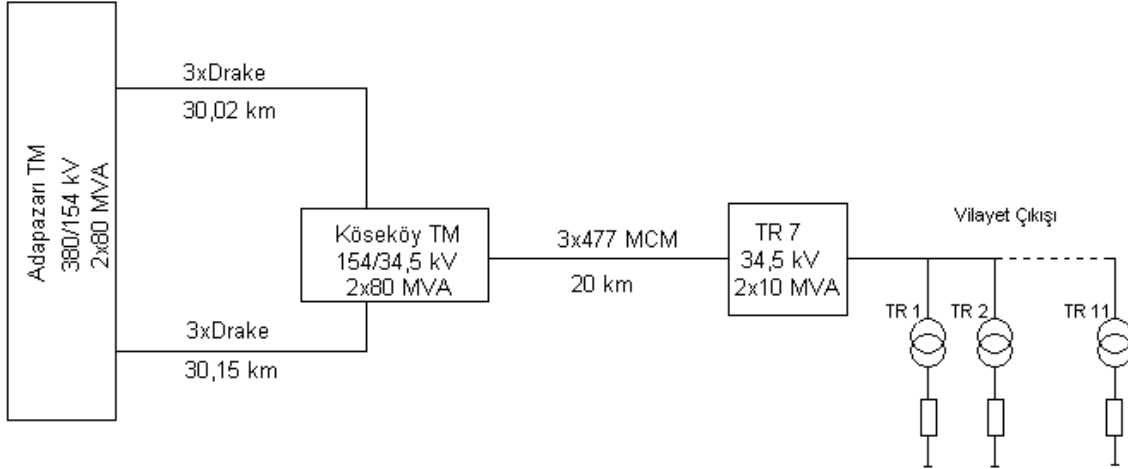 Adapazarı TM
380/154 kV
2x80 MVA
3xDrake
30,02 km
3xDrake
30,15 km
Köseköy TM
154/34,5 kV
2x80 MVA
3x477 MCM
20 km
TR 7
34,5 kV
2x10 MVA
Vilayet Çıkışı
TR 1
TR 2
TR 11